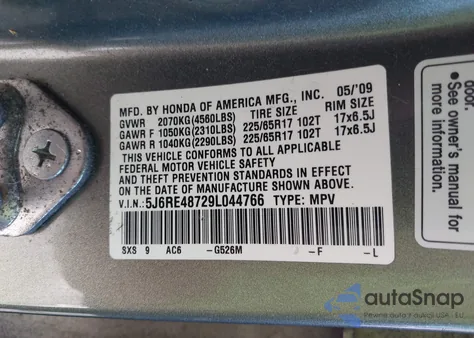 MFD. BY HONDA OF AMERICA MFG., INC. 05/'09
GVWR 2070KG(4560LBS) TIRE SIZE RIM SIZE
GAWR F 1050KG(2310LBS) 225/65R17 102T 17x6.5J
GAWR R 1040KG(2290LBS) 225/65R17 102T 17x6.5J
THIS VEHICLE CONFORMS TO ALL APPLICABLE
FEDERAL MOTOR VEHICLE SAFETY
AND THEFT PREVENTION STANDARDS IN EFFECT
ON THE DATE OF MANUFACTURE SHOWN ABOVE.
V.I.N.: 5J6RE48729L044766 TYPE: MPV
SXS 9 AC6 -G526M -F -L
door.
• See owner's
more
autoSnap